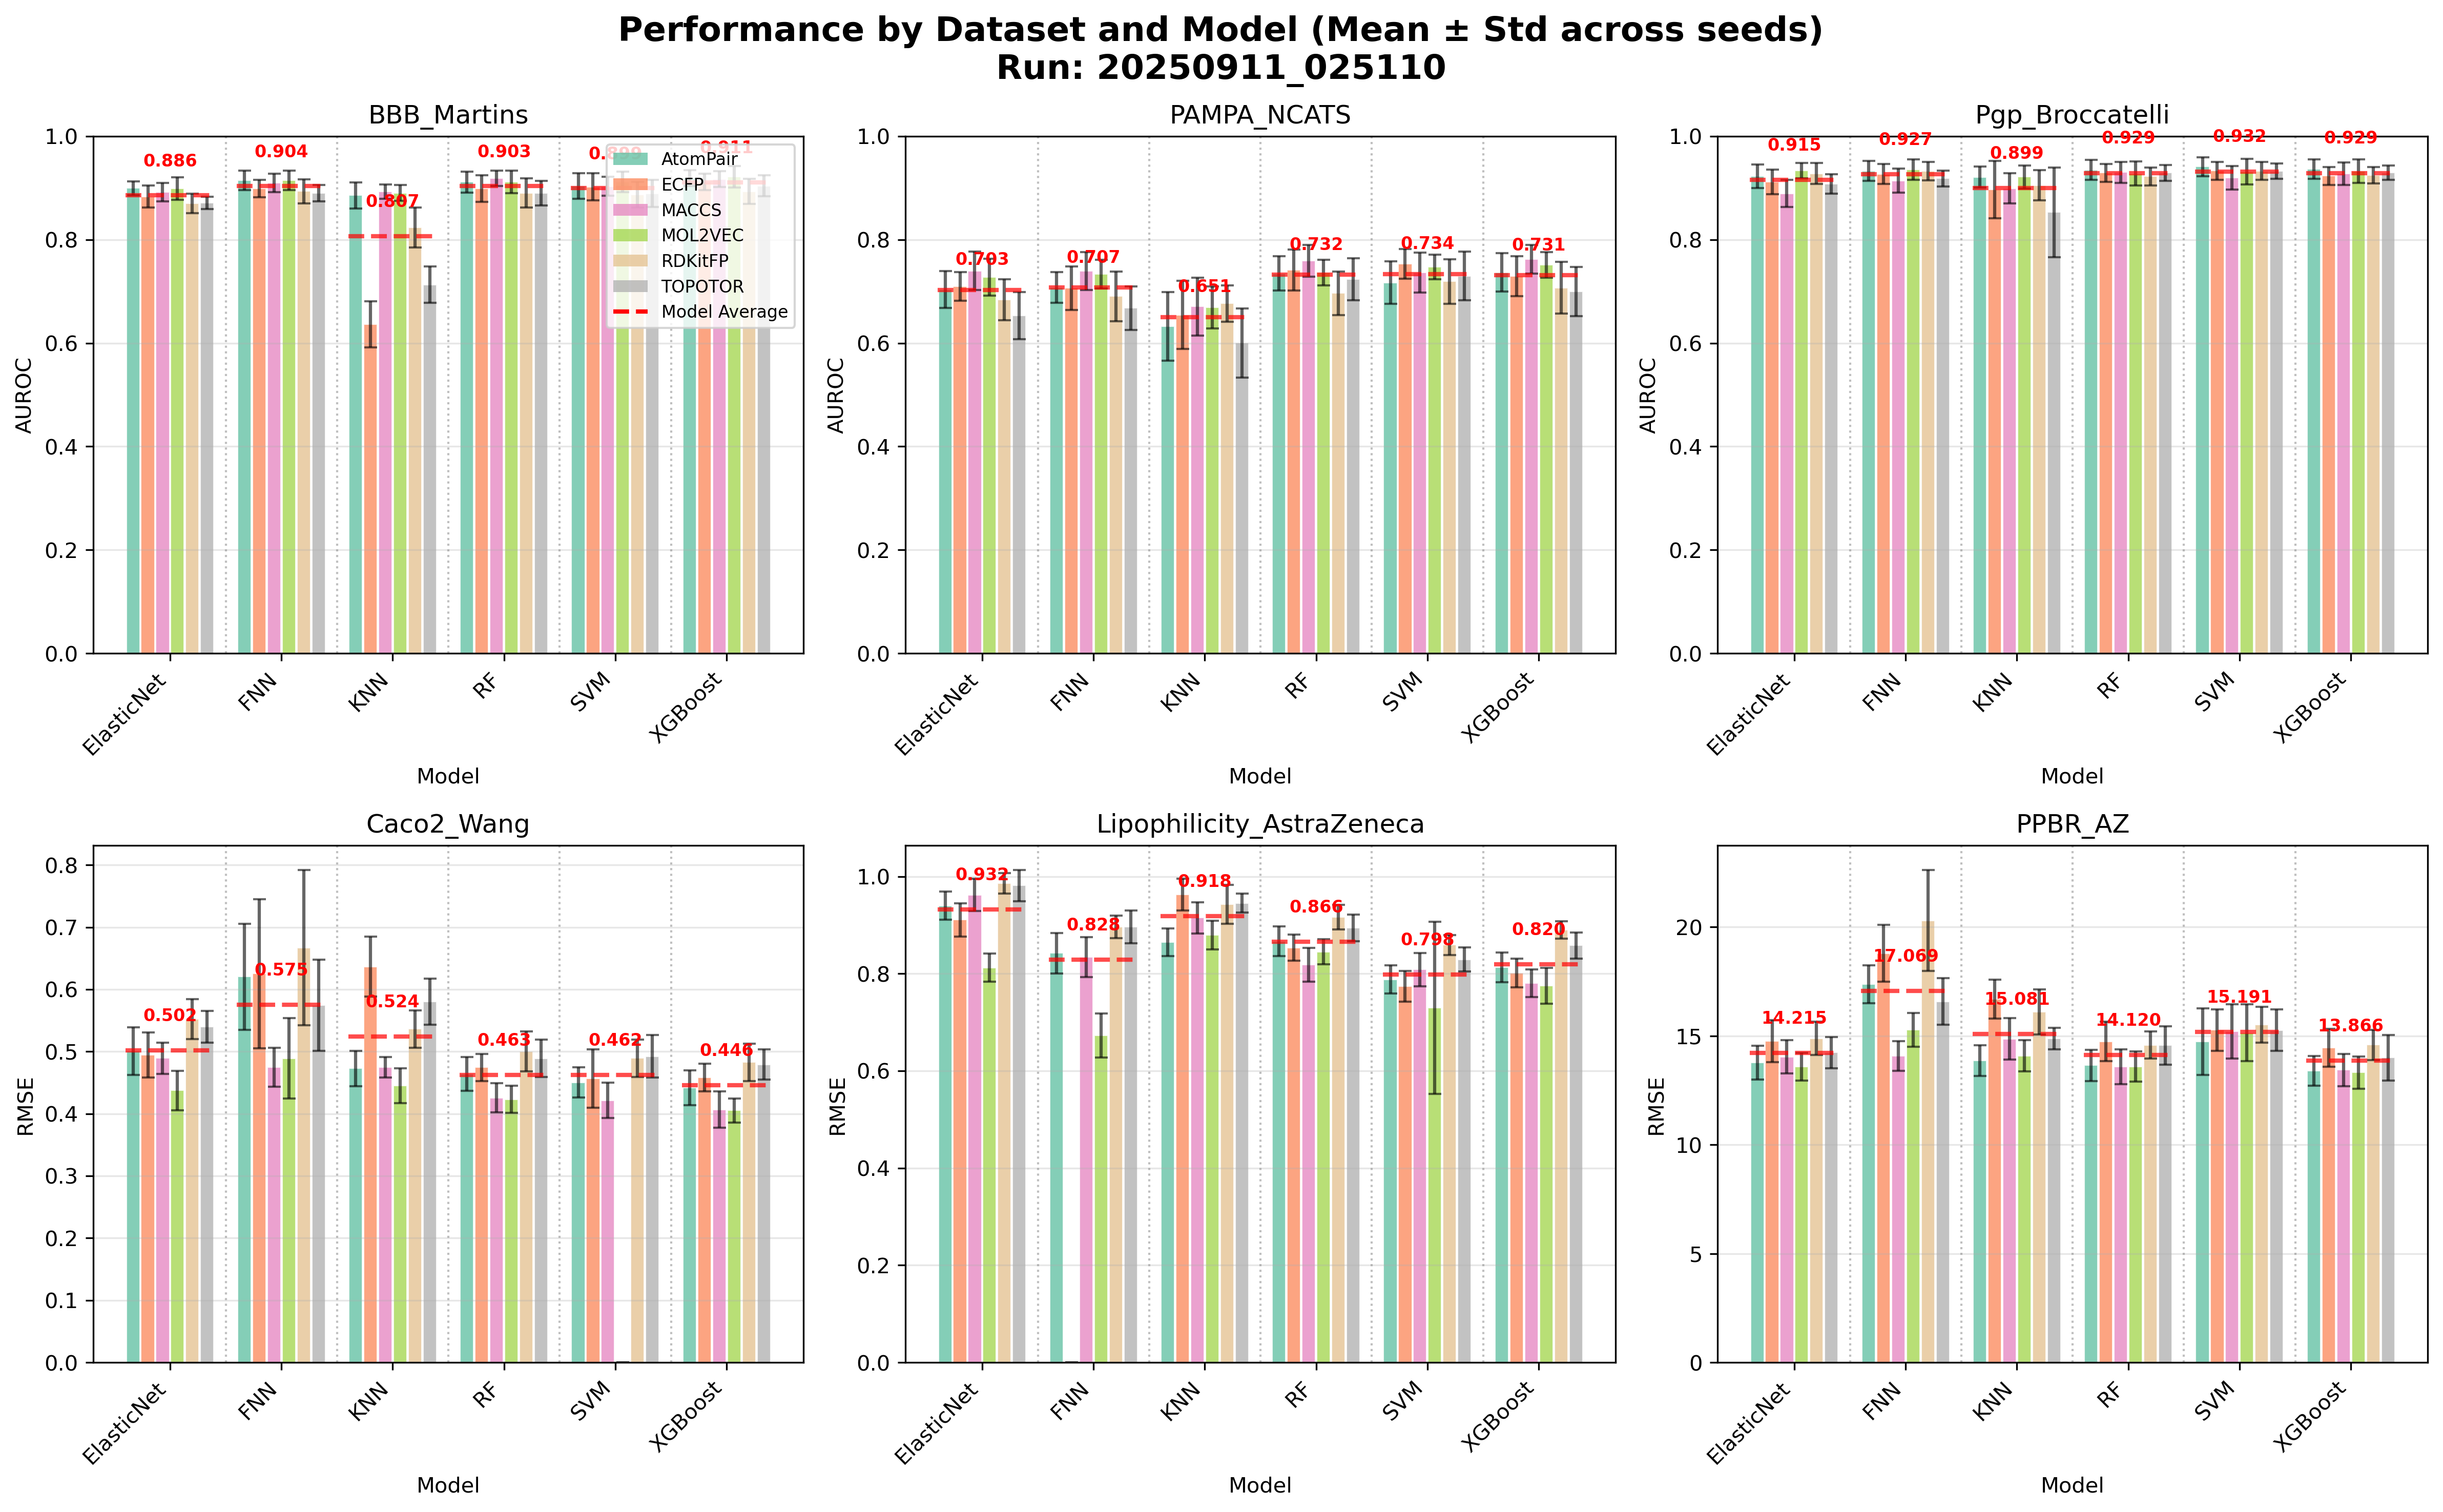 Performance by Dataset and Model (Mean ± Std across seeds)
Run: 20250911_025110
BBB_Martins
AUROC
1.0
0.8
0.6
0.4
0.2
0.0
0.886
0.904
0.807
0.903
0.899
0.911
AtomPair
ECFP
MACCS
MOL2VEC
RDKitFP
TOPOTOR
Model Average
ElasticNet
FNN
KNN
RF
SVM
XGBoost
Model
PAMPA_NCATS
AUROC
1.0
0.8
0.6
0.4
0.2
0.0
0.703
0.707
0.651
0.732
0.734
0.731
ElasticNet
FNN
KNN
RF
SVM
XGBoost
Model
Pgp_Broccatelli
AUROC
1.0
0.8
0.6
0.4
0.2
0.0
0.915
0.927
0.899
0.929
0.932
0.929
ElasticNet
FNN
KNN
RF
SVM
XGBoost
Model
Caco2_Wang
RMSE
0.8
0.7
0.6
0.5
0.4
0.3
0.2
0.1
0.0
0.502
0.575
0.524
0.463
0.462
0.446
ElasticNet
FNN
KNN
RF
SVM
XGBoost
Model
Lipophilicity_AstraZeneca
RMSE
1.0
0.8
0.6
0.4
0.2
0.0
0.932
0.828
0.918
0.866
0.798
0.820
ElasticNet
FNN
KNN
RF
SVM
XGBoost
Model
PPBR_AZ
RMSE
20
15
10
5
0
14.215
17.069
15.081
14.120
15.191
13.866
ElasticNet
FNN
KNN
RF
SVM
XGBoost
Model